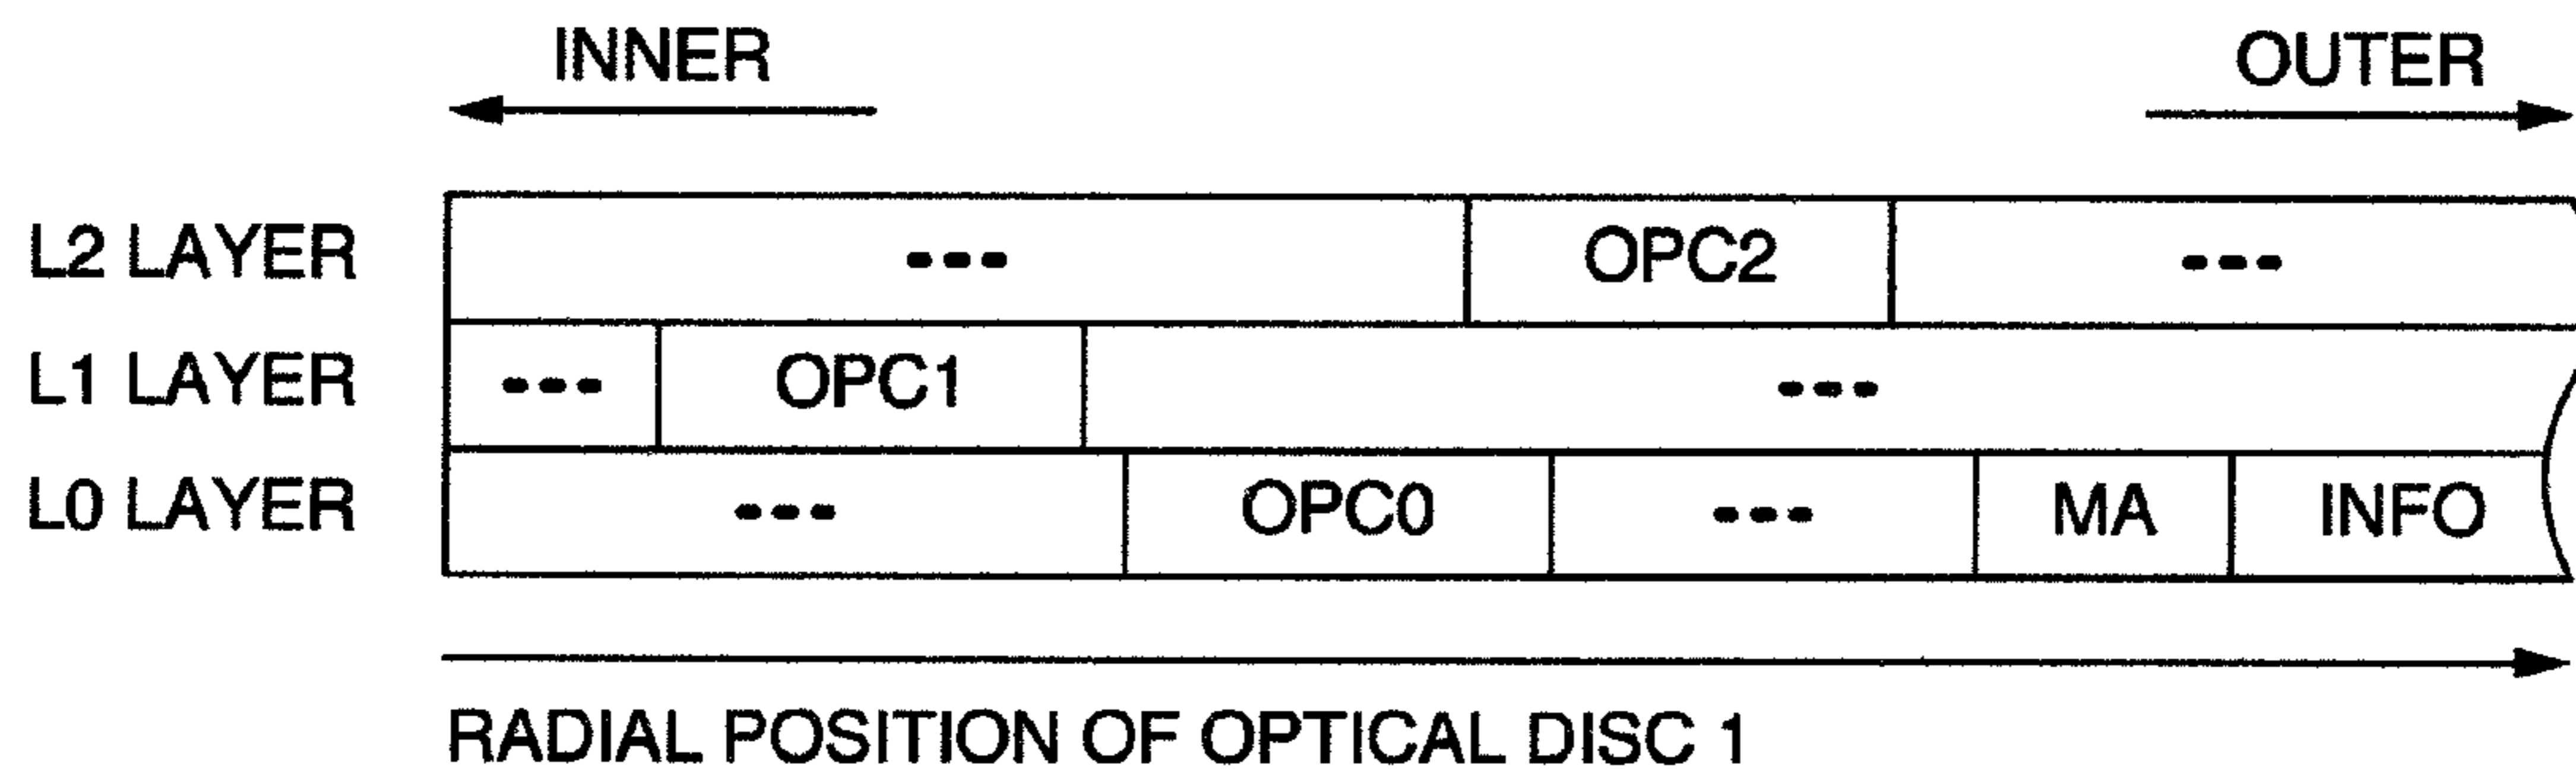 INNER OUTER
L2 LAYER --- OPC2 ---
L1 LAYER --- OPC1 ---
L0 LAYER --- OPC0 --- MA INFO
RADIAL POSITION OF OPTICAL DISC 1